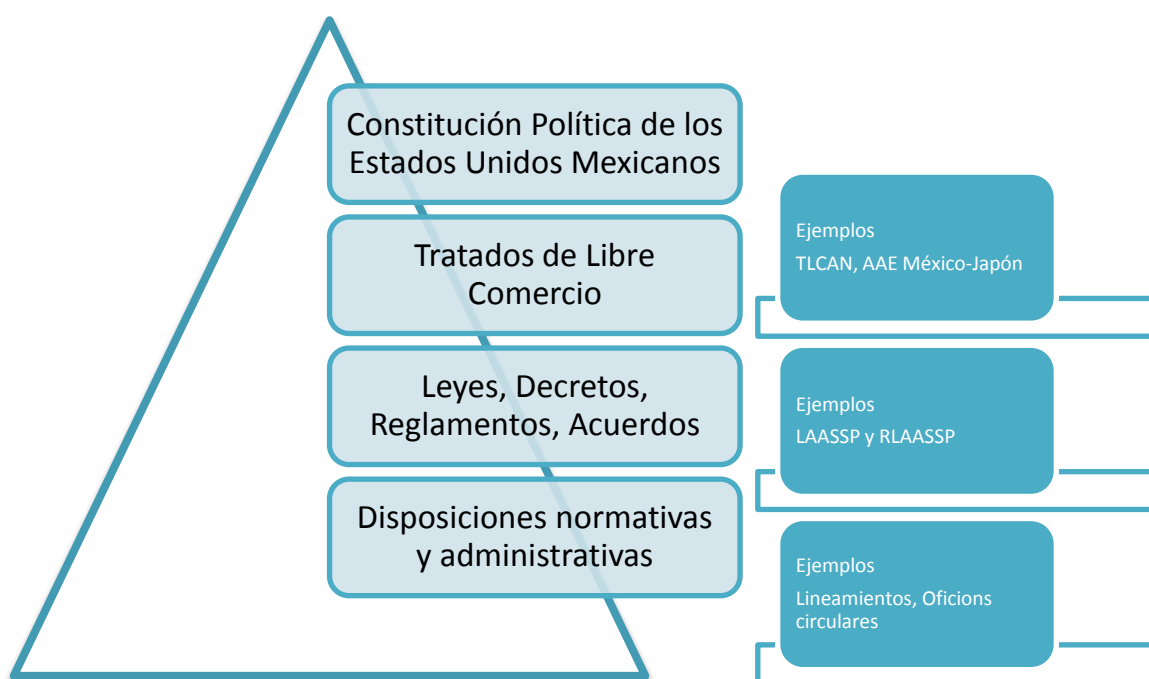 Constitución Política de los
Estados Unidos Mexicanos
Tratados de Libre
Comercio
Ejemplos
TLCAN, AAE México-Japón
Leyes, Decretos,
Reglamentos, Acuerdos
Ejemplos
LAASSP y RLAASSP
Disposiciones normativas
y administrativas
Ejemplos
Lineamientos, Oficions
circulares